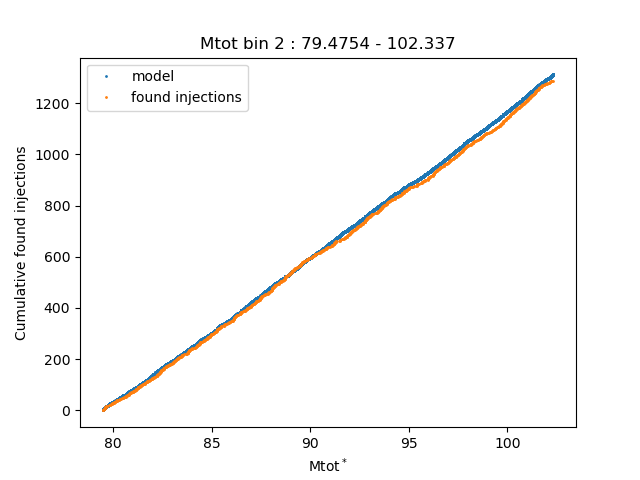 Mtot bin 2 : 79.4754 - 102.337
model
found injections
Cumulative found injections
1200
1000
800
600
400
200
0
80 85 90 95 100
Mtot*